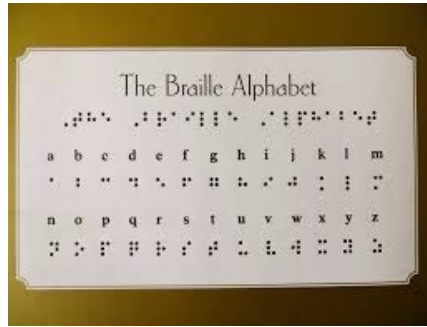 The Braille Alphabet
⠠⠞⠓⠑ ⠠⠃⠗⠁⠊⠇⠇⠑ ⠠⠁⠇⠏⠓⠁⠃⠑⠞
a b c d e f g h i j k l m
⠁ ⠃ ⠉ ⠙ ⠑ ⠋ ⠛ ⠓ ⠊ ⠚ ⠅ ⠇ ⠍
n o p q r s t u v w x y z
⠝ ⠕ ⠏ ⠟ ⠗ ⠎ ⠞ ⠥ ⠧ ⠺ ⠭ ⠽ ⠵